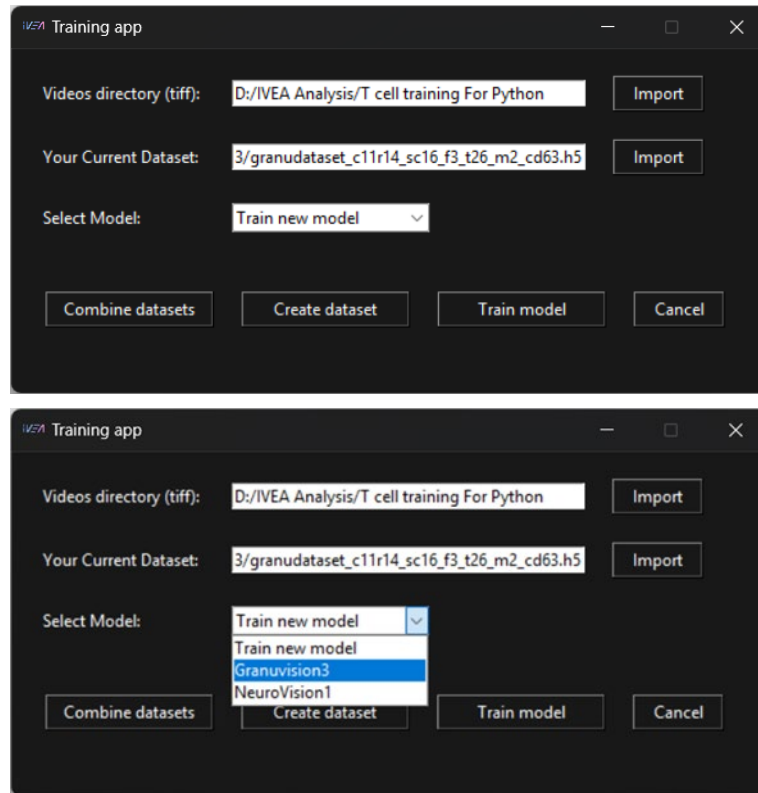 IVEA Training app
Videos directory (tiff): D:/IVEA Analysis/T cell training For Python Import
Your Current Dataset: 3/granudataset_c11r14_sc16_f3_t26_m2_cd63.h5 Import
Select Model: Train new model
Combine datasets Create dataset Train model Cancel
IVEA Training app
Videos directory (tiff): D:/IVEA Analysis/T cell training For Python Import
Your Current Dataset: 3/granudataset_c11r14_sc16_f3_t26_m2_cd63.h5 Import
Select Model: Train new model
Train new model
Granuvision3
NeuroVision1
Combine datasets Create dataset Train model Cancel